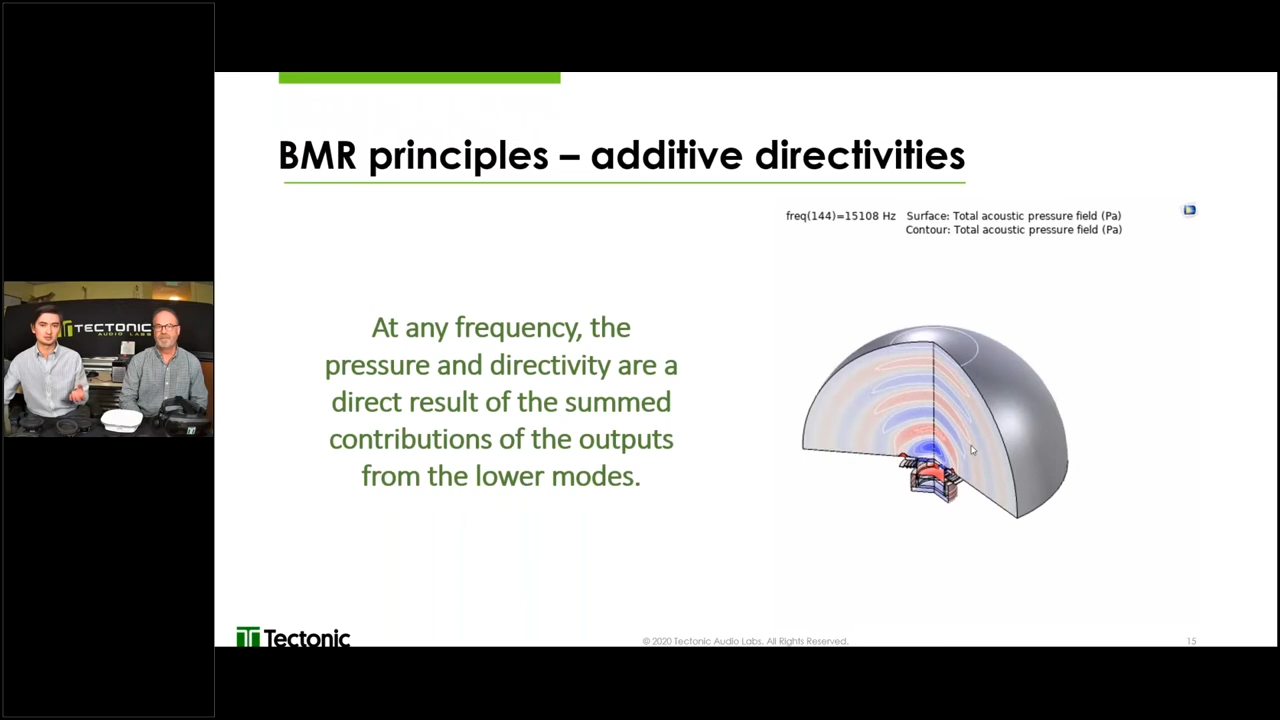 BMR principles – additive directivities
freq(144)=15108 Hz Surface: Total acoustic pressure field (Pa)
Contour: Total acoustic pressure field (Pa)
At any frequency, the
pressure and directivity are a
direct result of the summed
contributions of the outputs
from the lower modes.
TECTONIC
AUDIO LABS
Tectonic
© 2020 Tectonic Audio Labs. All Rights Reserved.
15